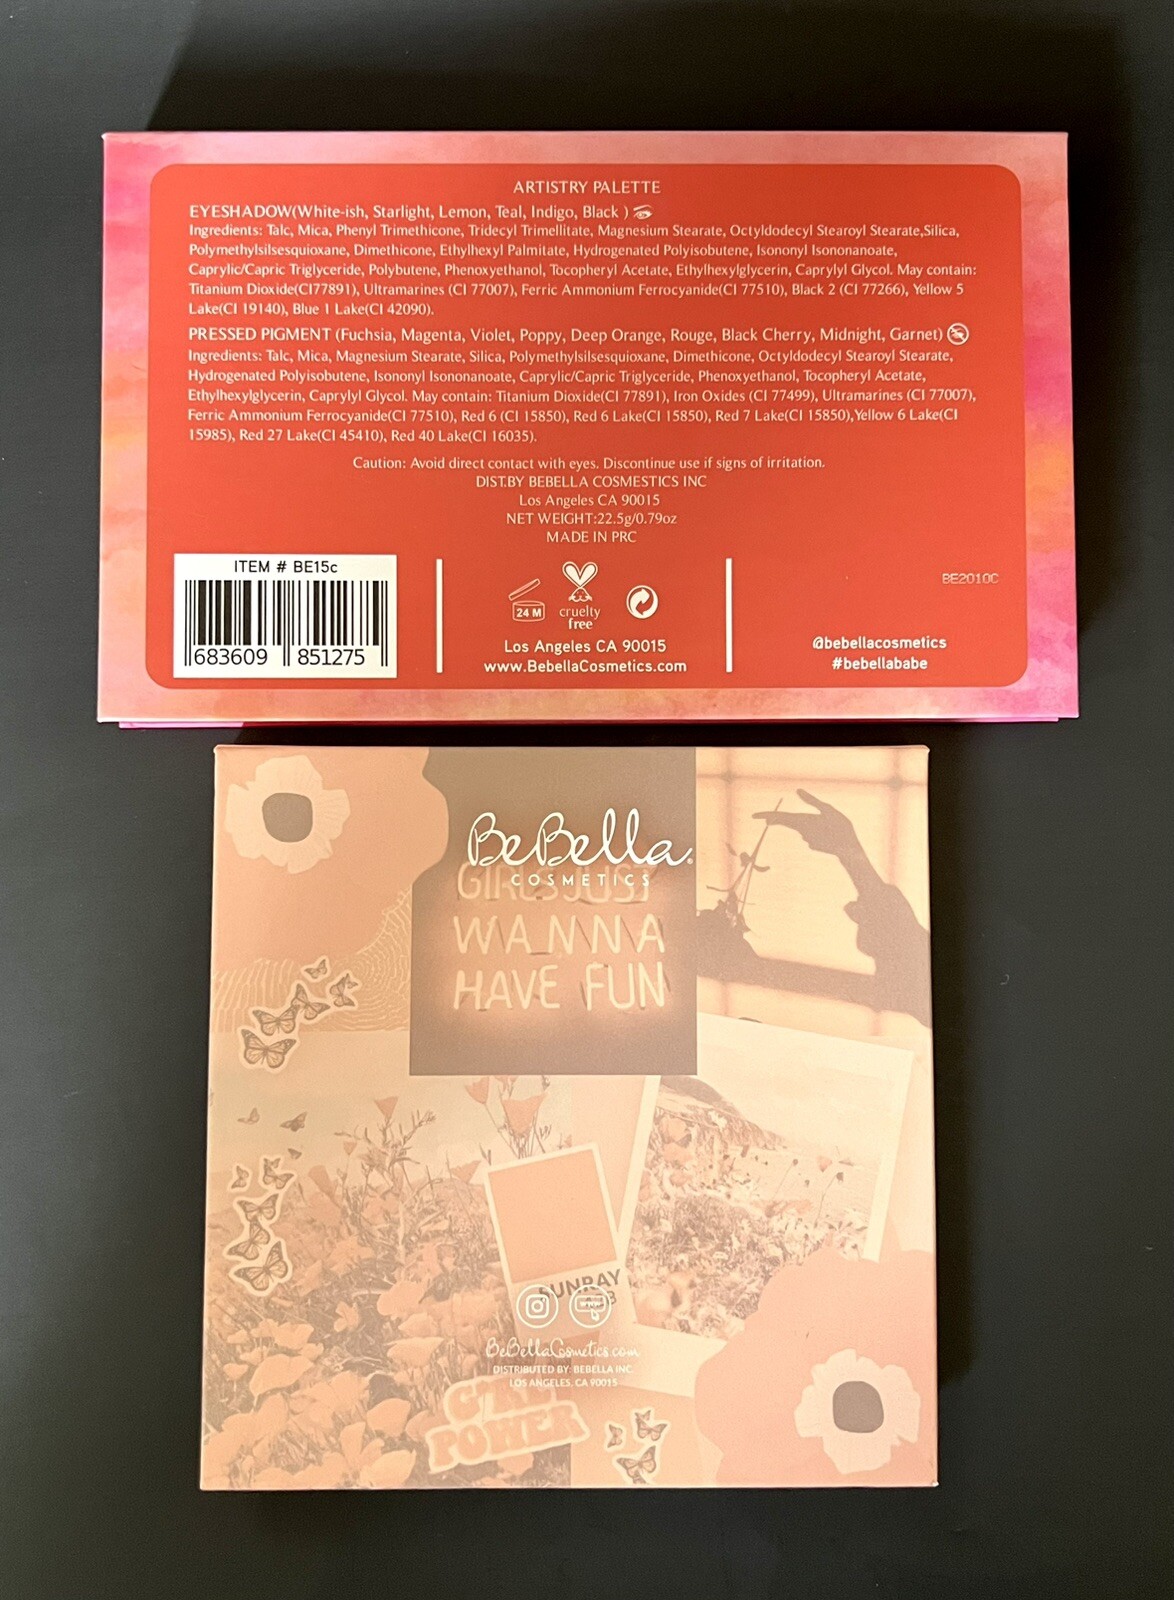 ARTISTRY PALETTE
EYESHADOW(White-ish, Starlight, Lemon, Teal, Indigo, Black )
Ingredients: Talc, Mica, Phenyl Trimethicone, Tridecyl Trimellitate, Magnesium Stearate, Octyldodecyl Stearoyl Stearate,Silica,
Polymethylsilsesquioxane, Dimethicone, Ethylhexyl Palmitate, Hydrogenated Polyisobutene, Isononyl Isononanoate,
Caprylic/Capric Triglyceride, Polybutene, Phenoxyethanol, Tocopheryl Acetate, Ethylhexylglycerin, Caprylyl Glycol. May contain:
Titanium Dioxide(CI77891), Ultramarines (CI 77007), Ferric Ammonium Ferrocyanide(CI 77510), Black 2 (CI 77266), Yellow 5
Lake(CI 19140), Blue 1 Lake(CI 42090).
PRESSED PIGMENT (Fuchsia, Magenta, Violet, Poppy, Deep Orange, Rouge, Black Cherry, Midnight, Garnet)
Ingredients: Talc, Mica, Magnesium Stearate, Silica, Polymethylsilsesquioxane, Dimethicone, Octyldodecyl Stearoyl Stearate,
Hydrogenated Polyisobutene, Isononyl Isononanoate, Caprylic/Capric Triglyceride, Phenoxyethanol, Tocopheryl Acetate,
Ethylhexylglycerin, Caprylyl Glycol. May contain: Titanium Dioxide(CI 77891), Iron Oxides (CI 77499), Ultramarines (CI 77007),
Ferric Ammonium Ferrocyanide(CI 77510), Red 6 (CI 15850), Red 6 Lake(CI 15850), Red 7 Lake(CI 15850),Yellow 6 Lake(CI
15985), Red 27 Lake(CI 45410), Red 40 Lake(CI 16035).
Caution: Avoid direct contact with eyes. Discontinue use if signs of irritation.
DIST.BY BEBELLA COSMESTICS INC
Los Angeles CA 90015
NET WEIGHT:22.5g/0.79oz
MADE IN PRC
ITEM # BE15c
683609 851275
24 M
cruelty
free
Los Angeles CA 90015
www.BebellaCosmetics.com
BE2010C
@bebellacosmetics
#bebellababe
BeBella®
COSMETICS
GIRLS JUST
WANNA
HAVE FUN
SUNRAY
BeBellaCosmetics.com
DISTRIBUTED BY: BEBELLA INC.
LOS ANGELES, CA 90015
GIRL
POWER